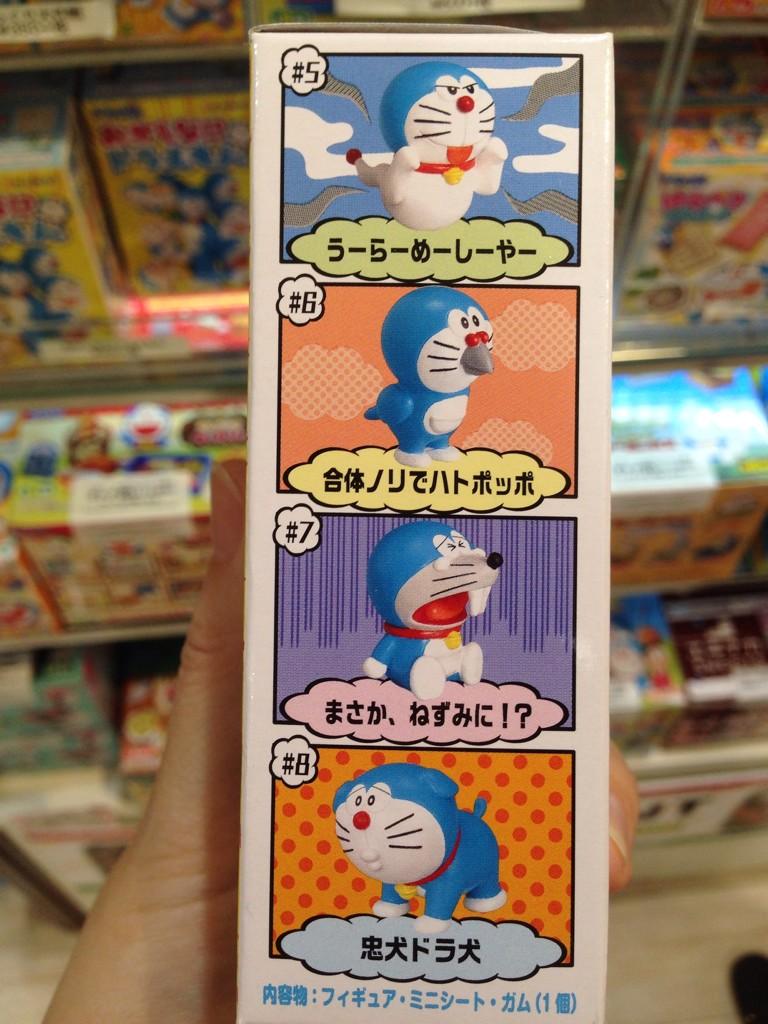 #5
うーらーめーしーやー
#6
合体ノリでハトポッポ
#7
まさか、ねずみに!?
#8
忠犬ドラ犬
内容物:フィギュア・ミニシート・ガム(1個)